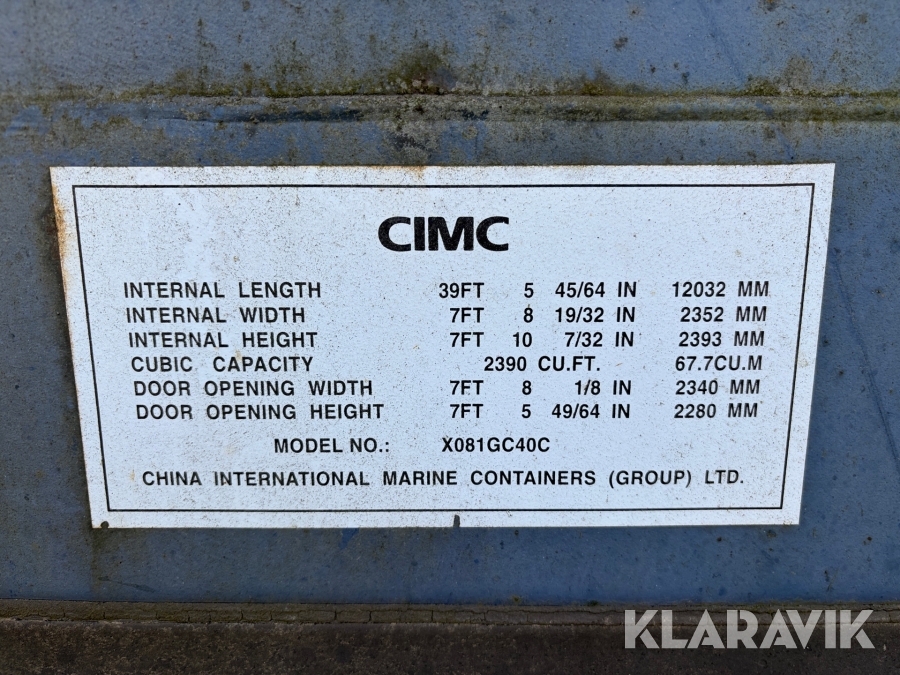 CIMC
INTERNAL LENGTH 39FT 5 45/64 IN 12032 MM
INTERNAL WIDTH 7FT 8 19/32 IN 2352 MM
INTERNAL HEIGHT 7FT 10 7/32 IN 2393 MM
CUBIC CAPACITY 2390 CU.FT. 67.7CU.M
DOOR OPENING WIDTH 7FT 8 1/8 IN 2340 MM
DOOR OPENING HEIGHT 7FT 5 49/64 IN 2280 MM
MODEL NO.: X081GC40C
CHINA INTERNATIONAL MARINE CONTAINERS (GROUP) LTD.
KLARAVIK